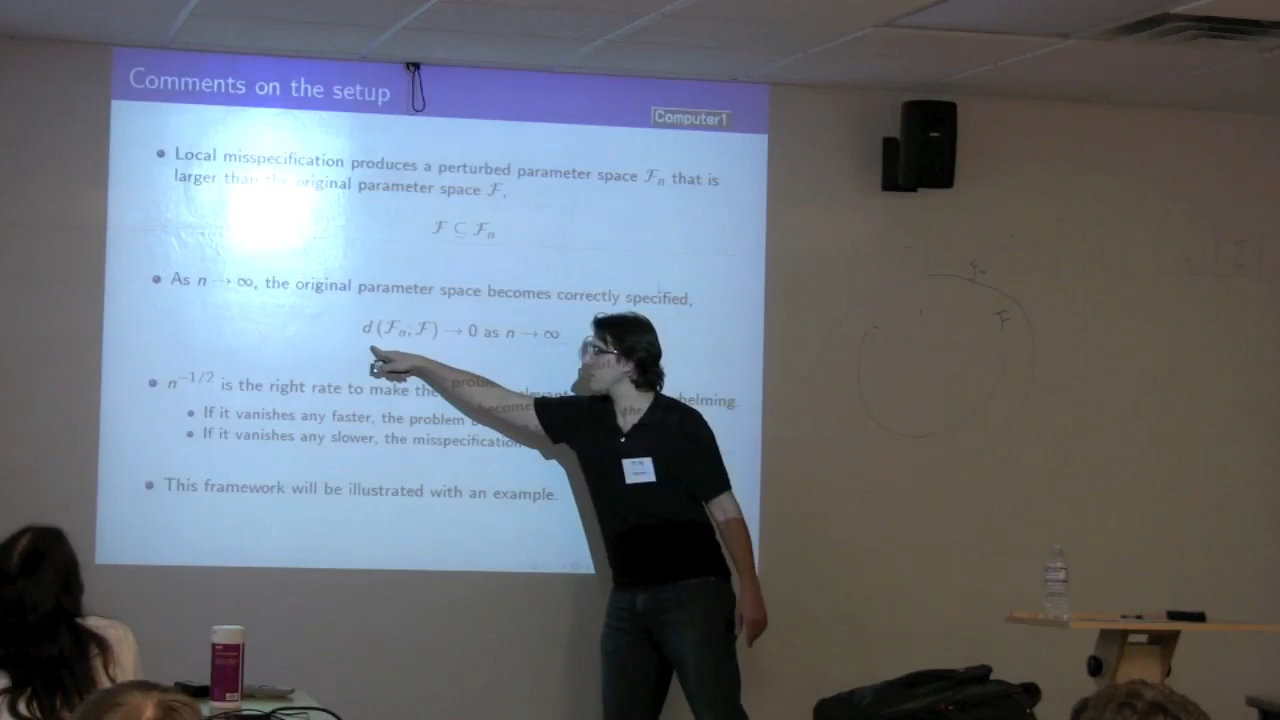 Comments on the setup
Computer1
Local misspecification produces a perturbed parameter space ℱₙ that is
larger than the original parameter space ℱ,
ℱ ⊆ ℱₙ
As n → ∞, the original parameter space becomes correctly specified,
d (ℱₙ, ℱ) → 0 as n → ∞
n^{-1/2} is the right rate to make the problem
If it vanishes any faster, the problem becomes
If it vanishes any slower, the misspecification
This framework will be illustrated with an example.
F